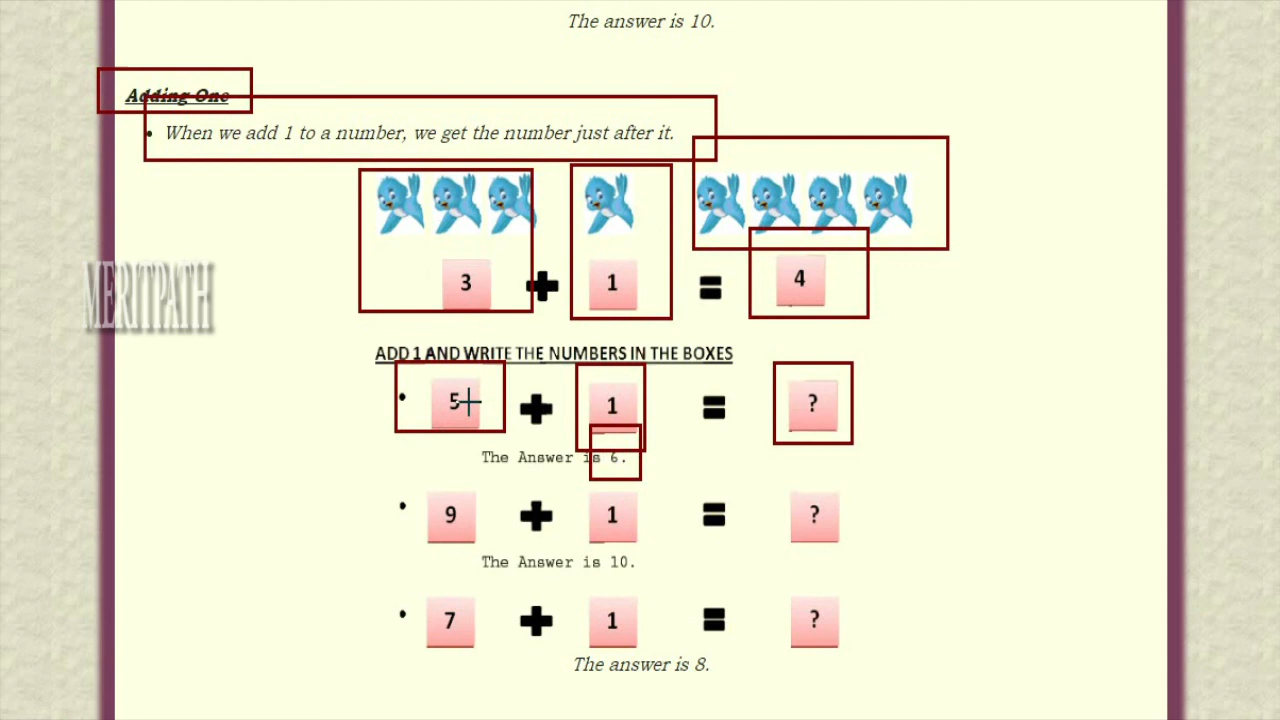 The answer is 10.
Adding One
• When we add 1 to a number, we get the number just after it.
3 + 1 = 4
MERITPATH
ADD 1 AND WRITE THE NUMBERS IN THE BOXES
• 5 + 1 = ?
The Answer is 6.
• 9 + 1 = ?
The Answer is 10.
• 7 + 1 = ?
The answer is 8.